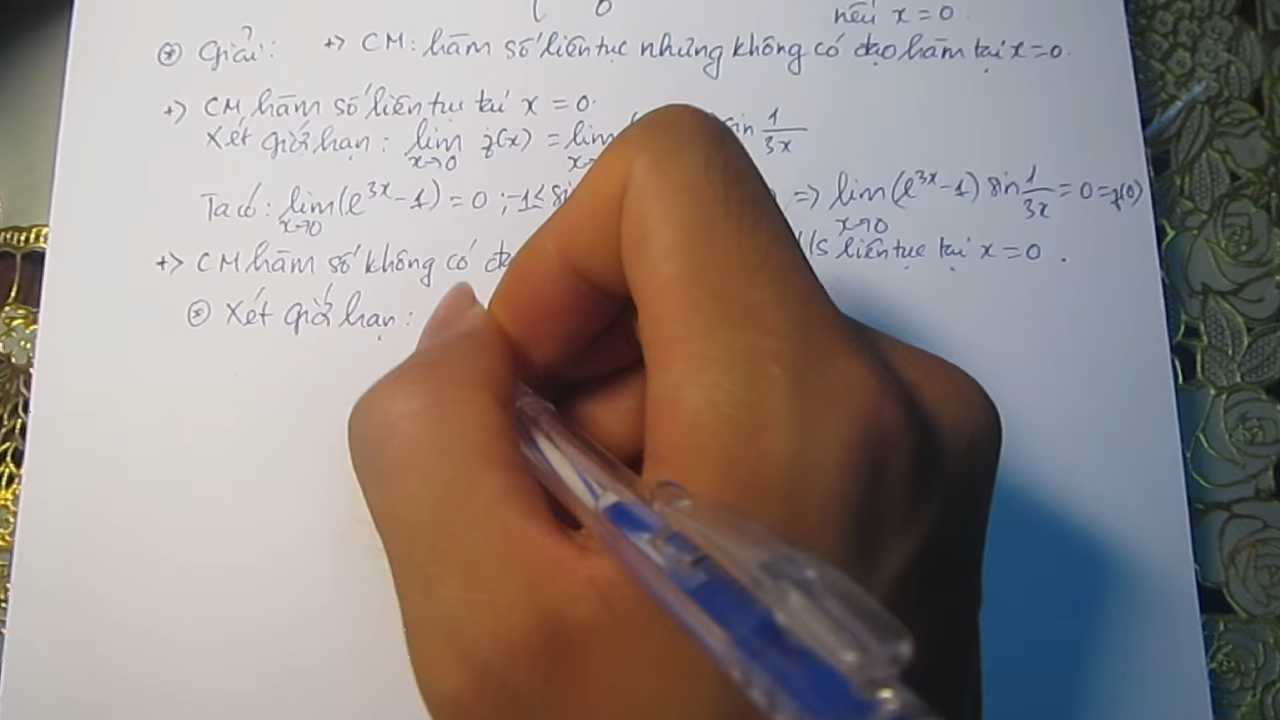 nếu x = 0
⊛ Giải: +> CM: hàm số liên tục nhưng không có đạo hàm tại x=0.
+> CM hàm số liên tục tại x = 0.
Xét giới hạn: lim x→0 f(x) = lim sin 1/3x
Ta có: lim x→0 (e^3x - 1) = 0 ; -1≤ => lim x→0 (e^3x - 1) sin 1/3x = 0 = f(0)
+> CM hàm số không có liên tục tại x = 0 .
⊛ Xét giới hạn: